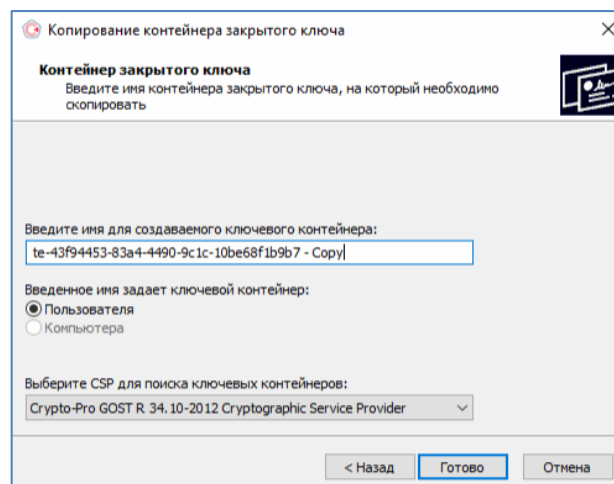 Копирование контейнера закрытого ключа
Контейнер закрытого ключа
Введите имя контейнера закрытого ключа, на который необходимо
скопировать
Введите имя для создаваемого ключевого контейнера:
te-43f94453-83a4-4490-9c1c-10be68f1b9b7 - Copy
Введенное имя задает ключевой контейнер:
Пользователя
Компьютера
Выберите CSP для поиска ключевых контейнеров:
Crypto-Pro GOST R 34.10-2012 Cryptographic Service Provider
< Назад Готово Отмена